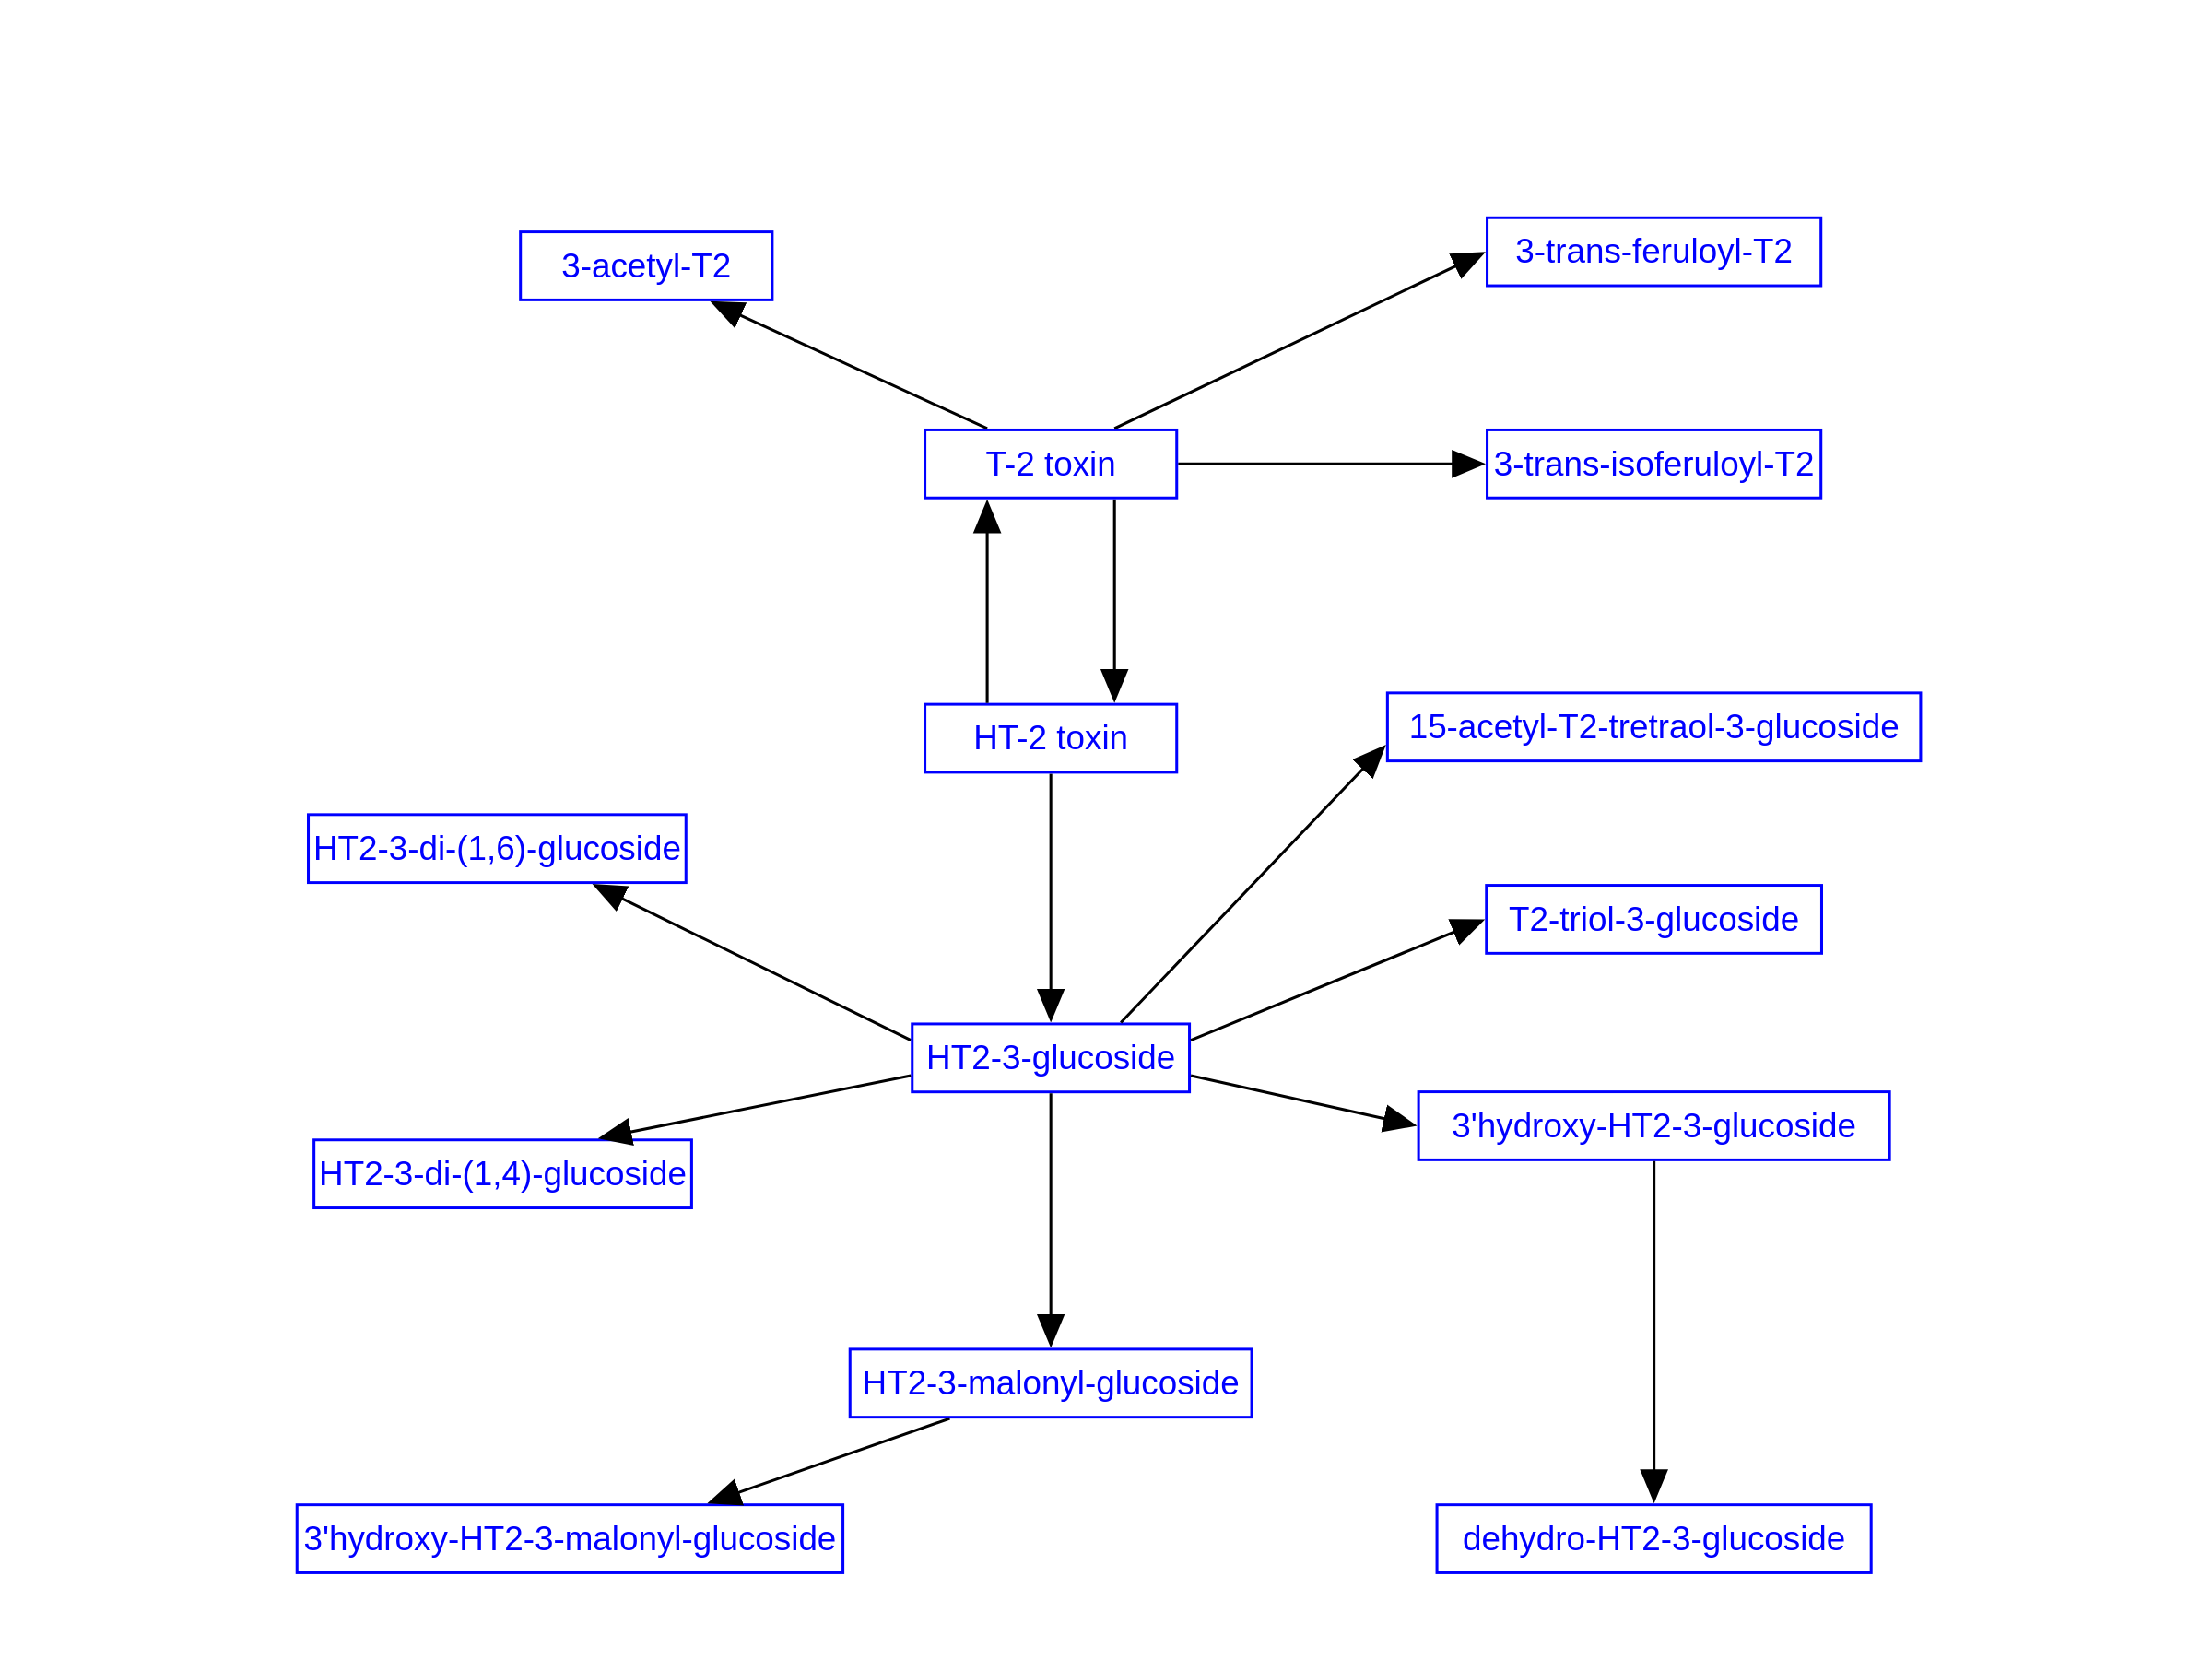 3-acetyl-T2
3-trans-feruloyl-T2
T-2 toxin
3-trans-isoferuloyl-T2
HT-2 toxin
15-acetyl-T2-tretraol-3-glucoside
HT2-3-di-(1,6)-glucoside
T2-triol-3-glucoside
HT2-3-glucoside
3'hydroxy-HT2-3-glucoside
HT2-3-di-(1,4)-glucoside
HT2-3-malonyl-glucoside
3'hydroxy-HT2-3-malonyl-glucoside
dehydro-HT2-3-glucoside